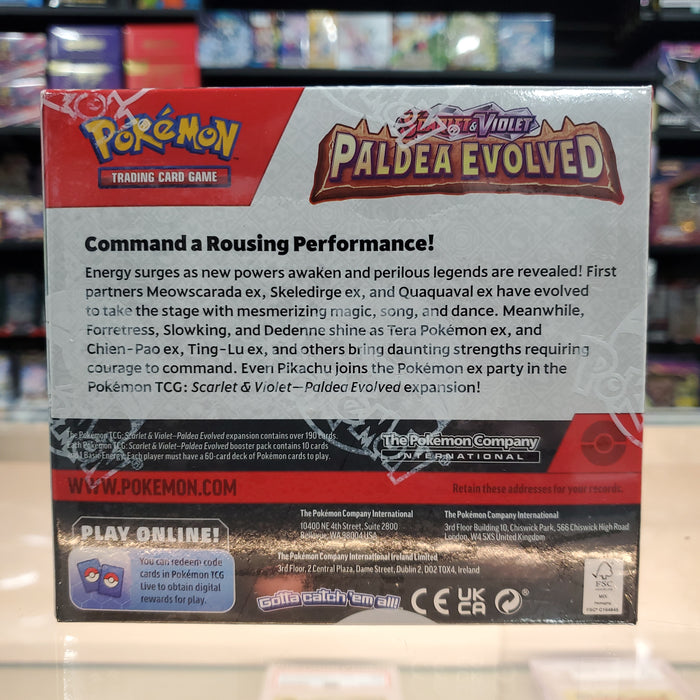 POKéMON
TRADING CARD GAME
SCARLET & VIOLET
PALDEA EVOLVED
Command a Rousing Performance!
Energy surges as new powers awaken and perilous legends are revealed! First
partners Meowscarada ex, Skeledirge ex, and Quaquaval ex have evolved
to take the stage with mesmerizing magic, song, and dance. Meanwhile,
Forretress, Slowking, and Dedenne shine as Tera Pokémon ex, and
Chien-Pao ex, Ting-Lu ex, and others bring daunting strengths requiring
courage to command. Even Pikachu joins the Pokémon ex party in the
Pokémon TCG: Scarlet & Violet—Paldea Evolved expansion!
The Pokémon TCG: Scarlet & Violet—Paldea Evolved expansion contains over 190 cards.
Each Pokémon TCG: Scarlet & Violet—Paldea Evolved booster pack contains 10 cards
and 1 Basic Energy. Each player must have a 60-card deck of Pokémon cards to play.
The Pokémon Company
INTERNATIONAL
WWW.POKEMON.COM
Retain these addresses for your records.
PLAY ONLINE!
You can redeem code
cards in Pokémon TCG
Live to obtain digital
rewards for play.
The Pokémon Company International
10400 NE 4th Street, Suite 2800
Bellevue, WA 98004 USA
The Pokémon Company International
3rd Floor Building 10, Chiswick Park, 566 Chiswick High Road
London, W4 5XS United Kingdom
The Pokémon Company International Ireland Limited
3rd Floor, 2 Central Plaza, Dame Street, Dublin 2, D02 T0X4, Ireland
Gotta catch 'em all!
CE UK CA
FSC
MIX